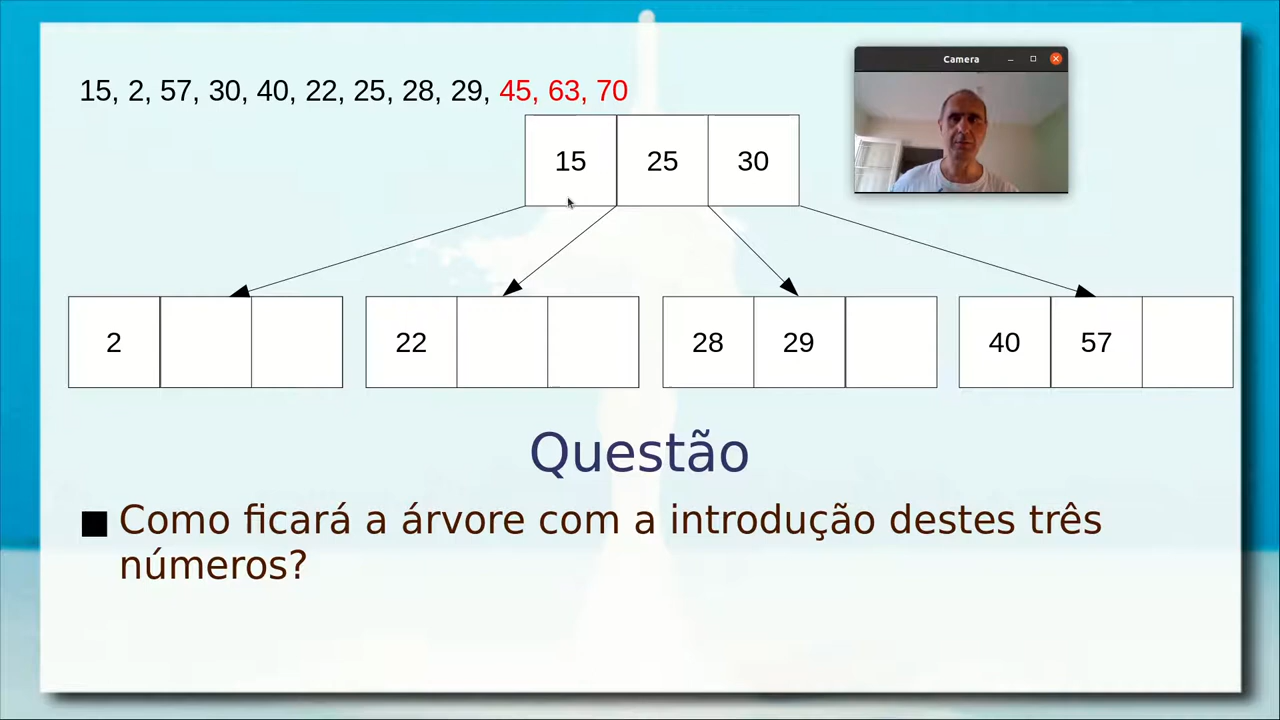 15, 2, 57, 30, 40, 22, 25, 28, 29, 45, 63, 70
Camera
15 25 30
2 22 28 29 40 57
Questão
Como ficará a árvore com a introdução destes três
números?